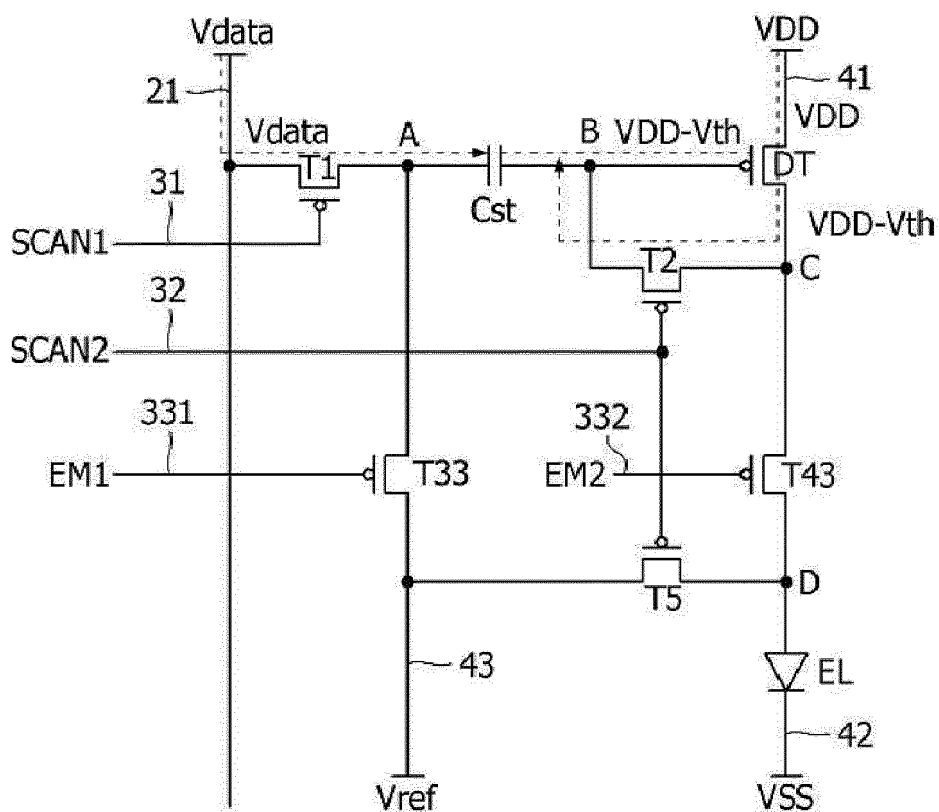 Vdata VDD
21 41
Vdata A B VDD-Vth VDD
T1 DT
31 Cst
SCAN1 VDD-Vth
T2 C
32
SCAN2
331 332
EM1 T33 EM2 T43
T5 D
43 EL
42
Vref VSS